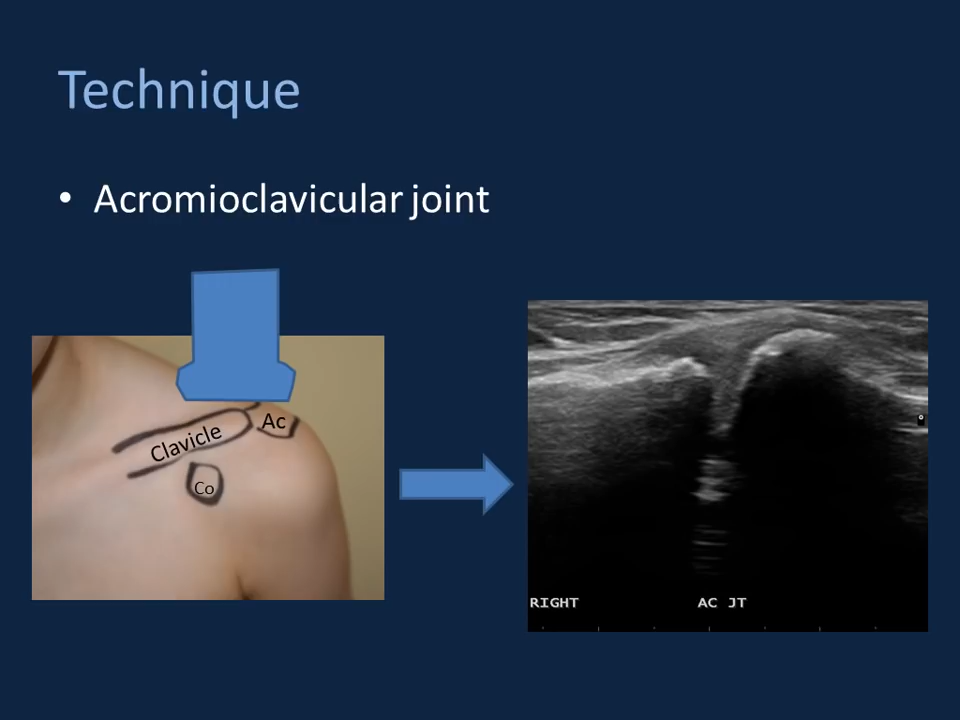 Technique
• Acromioclavicular joint
Clavicle
Ac
Co
RIGHT
AC JT